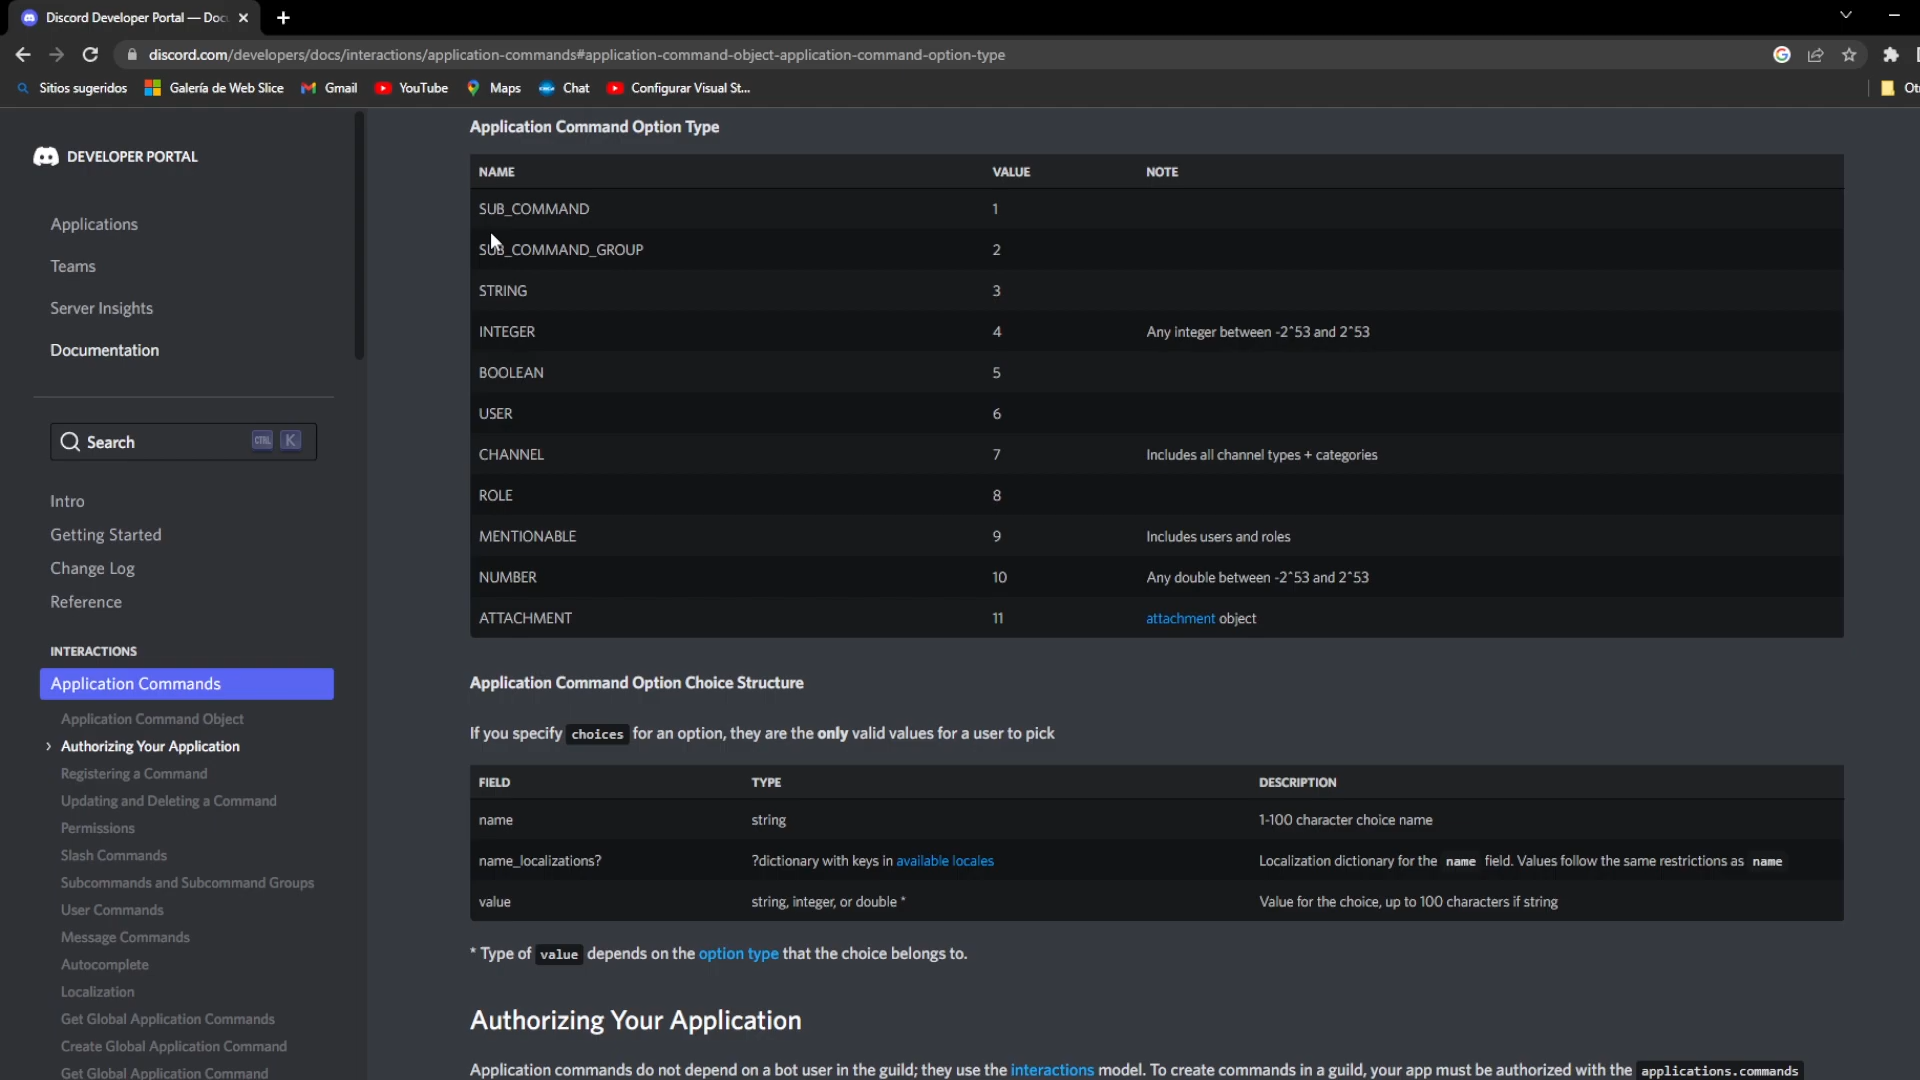 Discord Developer Portal — Doc
discord.com/developers/docs/interactions/application-commands#application-command-object-application-command-option-type
Sitios sugeridos Galería de Web Slice Gmail YouTube Maps Chat Configurar Visual St... Ot
DEVELOPER PORTAL
Applications
Teams
Server Insights
Documentation
Search CTRL K
Intro
Getting Started
Change Log
Reference
INTERACTIONS
Application Commands
Application Command Object
Authorizing Your Application
Registering a Command
Updating and Deleting a Command
Permissions
Slash Commands
Subcommands and Subcommand Groups
User Commands
Message Commands
Autocomplete
Localization
Get Global Application Commands
Create Global Application Command
Get Global Application Command
Application Command Option Type
NAME VALUE NOTE
SUB_COMMAND 1
SUB_COMMAND_GROUP 2
STRING 3
INTEGER 4 Any integer between -2^53 and 2^53
BOOLEAN 5
USER 6
CHANNEL 7 Includes all channel types + categories
ROLE 8
MENTIONABLE 9 Includes users and roles
NUMBER 10 Any double between -2^53 and 2^53
ATTACHMENT 11 attachment object
Application Command Option Choice Structure
If you specify choices for an option, they are the only valid values for a user to pick
FIELD TYPE DESCRIPTION
name string 1-100 character choice name
name_localizations? ?dictionary with keys in available locales Localization dictionary for the name field. Values follow the same restrictions as name
value string, integer, or double * Value for the choice, up to 100 characters if string
* Type of value depends on the option type that the choice belongs to.
Authorizing Your Application
Application commands do not depend on a bot user in the guild; they use the interactions model. To create commands in a guild, your app must be authorized with the applications.commands